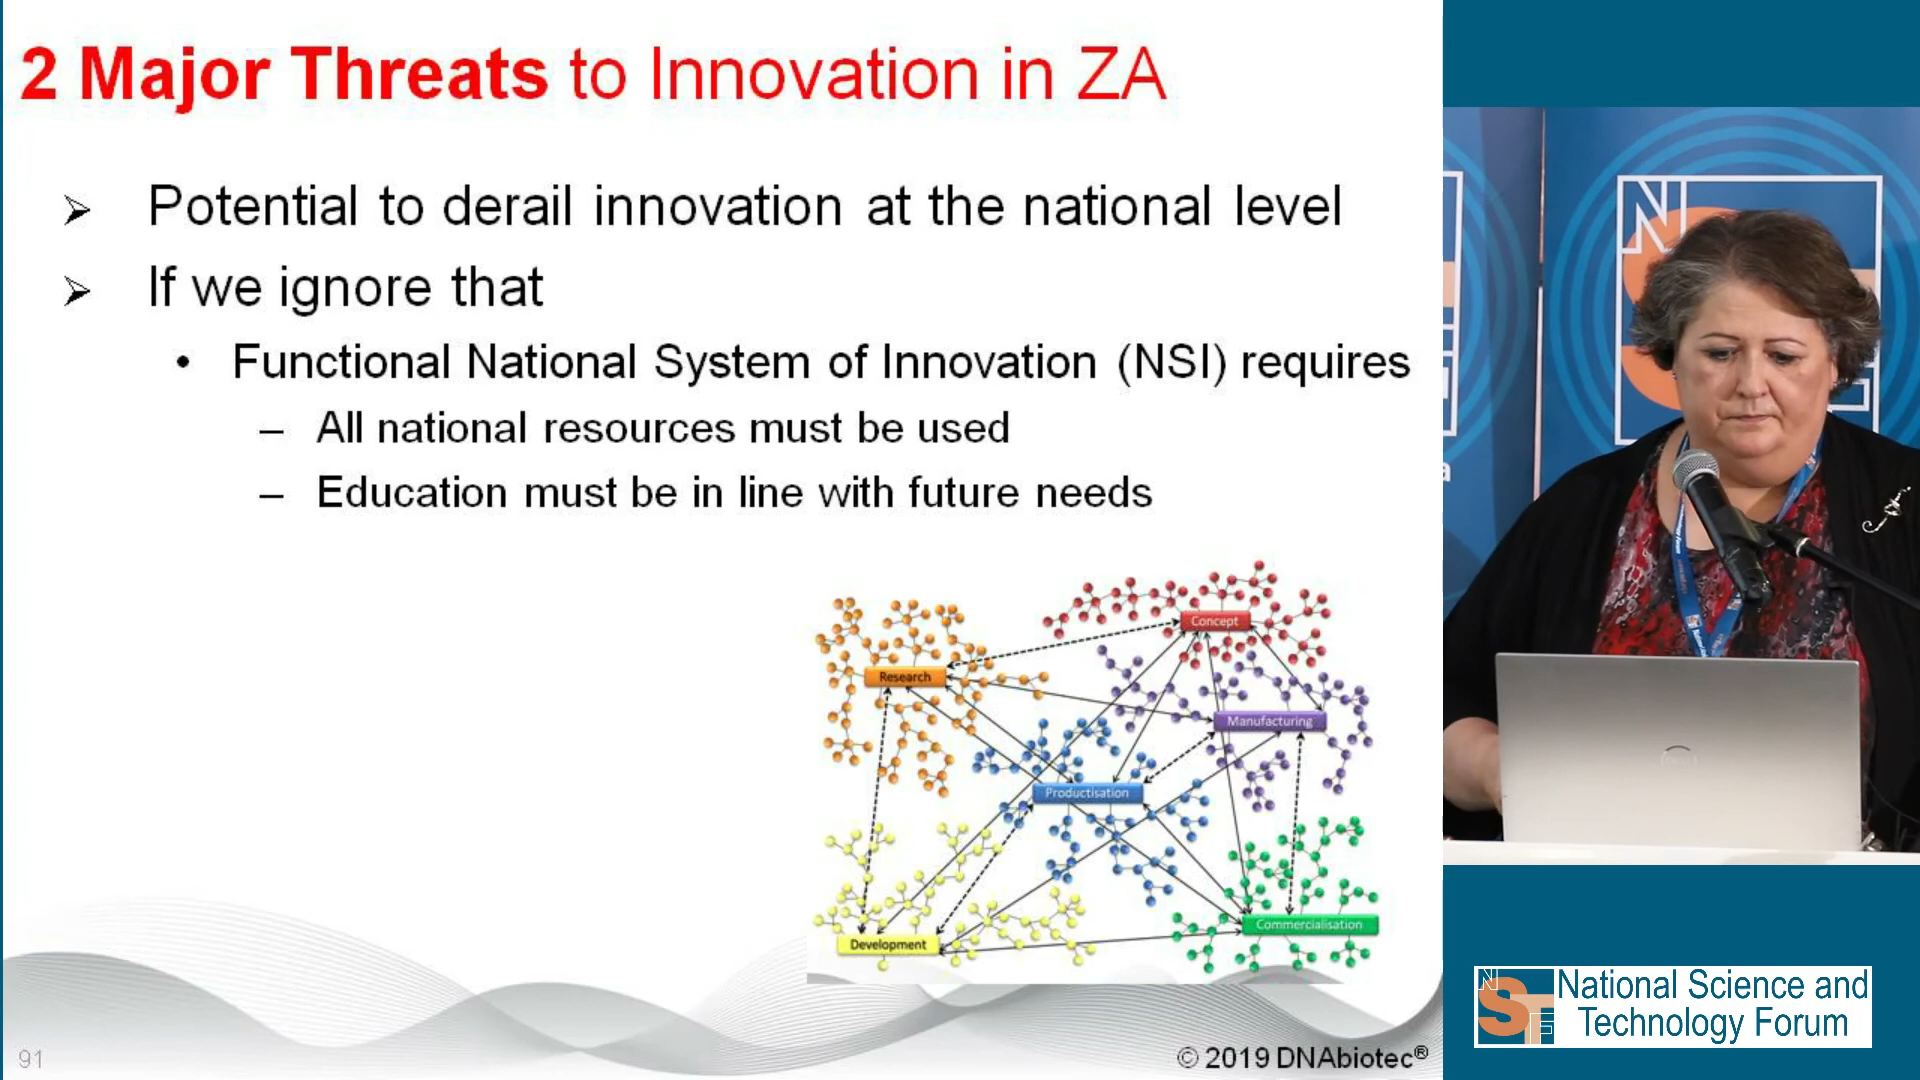 2 Major Threats to Innovation in ZA
Potential to derail innovation at the national level
If we ignore that
Functional National System of Innovation (NSI) requires
All national resources must be used
Education must be in line with future needs
Concept
Research
Manufacturing
Productisation
Commercialisation
Development
91
© 2019 DNAbiotec®
National Science and
Technology Forum